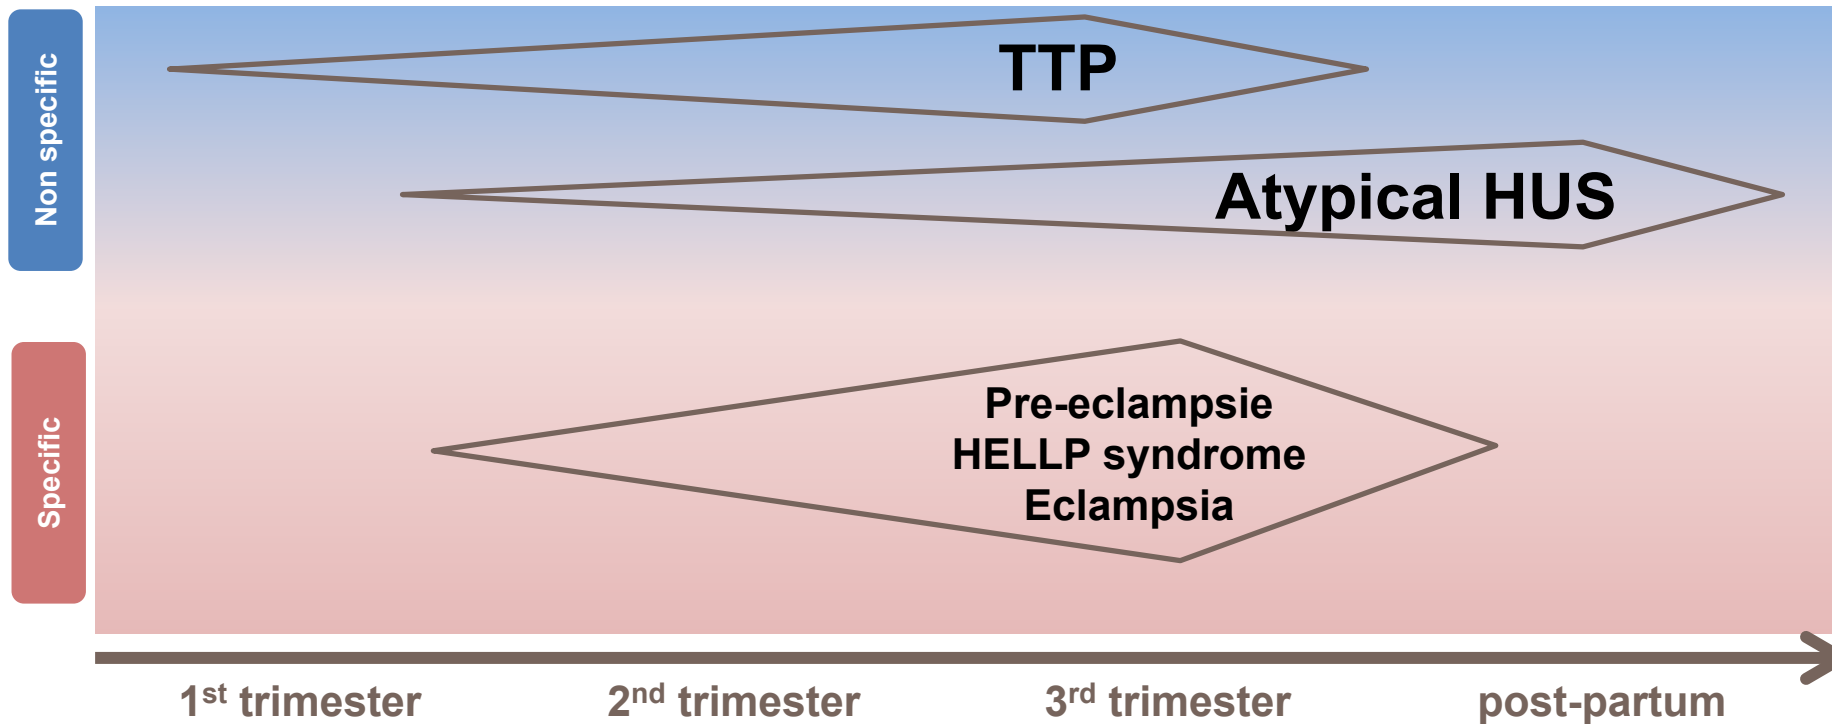 Non specific
TTP
Atypical HUS
Specific
Pre-eclampsie
HELLP syndrome
Eclampsia
1st trimester
2nd trimester
3rd trimester
post-partum